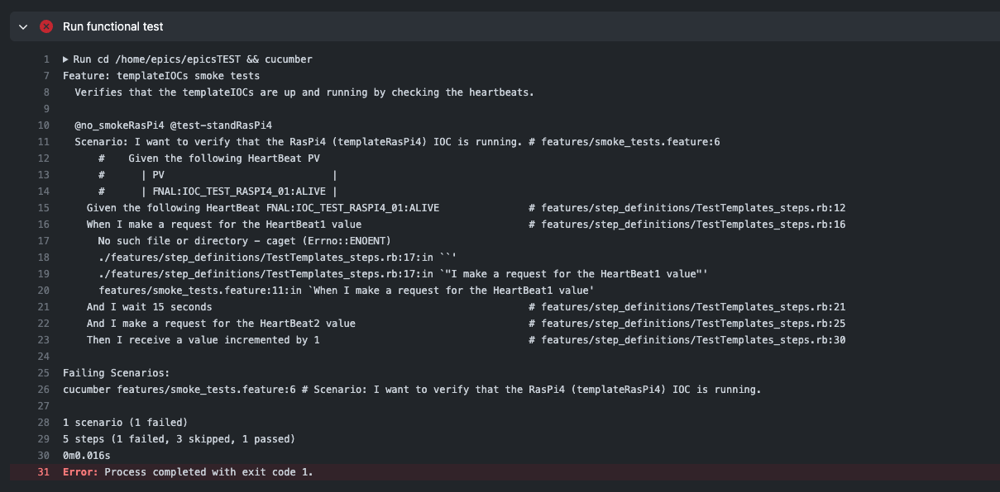 Run functional test
1 Run cd /home/epics/epicsTEST && cucumber
7 Feature: templateIOCs smoke tests
8 Verifies that the templateIOCs are up and running by checking the heartbeats.
9
10 @no_smokeRasPi4 @test-standRasPi4
11 Scenario: I want to verify that the RasPi4 (templateRasPi4) IOC is running. # features/smoke_tests.feature:6
12 # Given the following HeartBeat PV
13 # | PV |
14 # | FNAL:IOC_TEST_RASPI4_01:ALIVE |
15 Given the following HeartBeat FNAL:IOC_TEST_RASPI4_01:ALIVE # features/step_definitions/TestTemplates_steps.rb:12
16 When I make a request for the HeartBeat1 value # features/step_definitions/TestTemplates_steps.rb:16
17 No such file or directory - caget (Errno::ENOENT)
18 ./features/step_definitions/TestTemplates_steps.rb:17:in ``'
19 ./features/step_definitions/TestTemplates_steps.rb:17:in `"I make a request for the HeartBeat1 value"'
20 features/smoke_tests.feature:11:in `When I make a request for the HeartBeat1 value'
21 And I wait 15 seconds # features/step_definitions/TestTemplates_steps.rb:21
22 And I make a request for the HeartBeat2 value # features/step_definitions/TestTemplates_steps.rb:25
23 Then I receive a value incremented by 1 # features/step_definitions/TestTemplates_steps.rb:30
24
25 Failing Scenarios:
26 cucumber features/smoke_tests.feature:6 # Scenario: I want to verify that the RasPi4 (templateRasPi4) IOC is running.
27
28 1 scenario (1 failed)
29 5 steps (1 failed, 3 skipped, 1 passed)
30 0m0.016s
31 Error: Process completed with exit code 1.